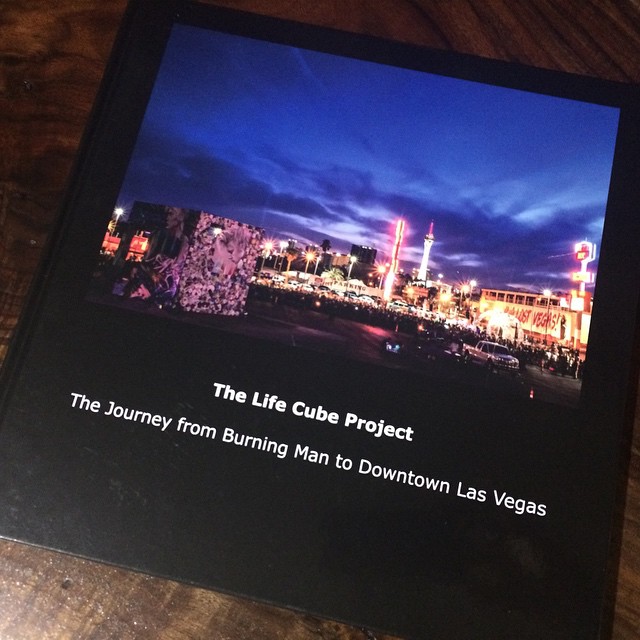 The Life Cube Project
The Journey from Burning Man to Downtown Las Vegas